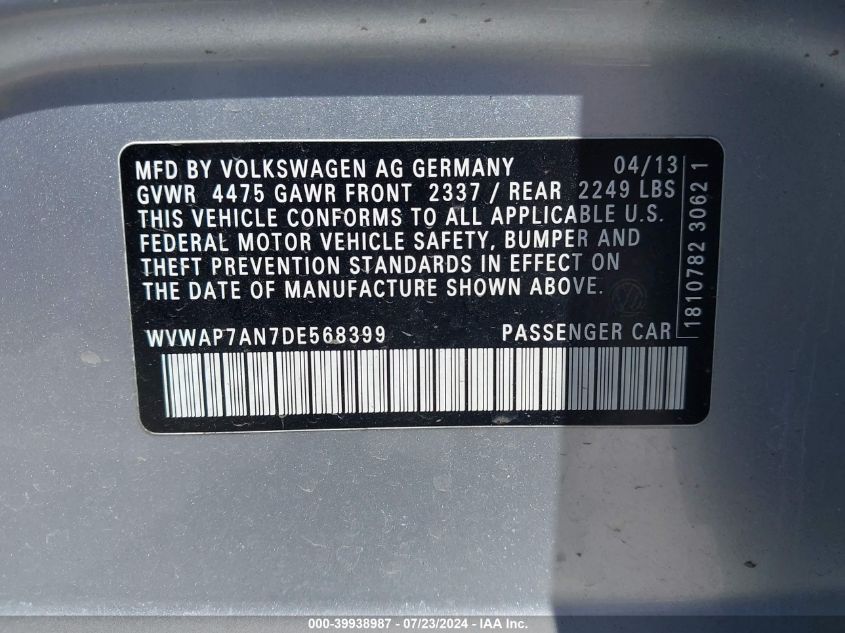 MFD BY VOLKSWAGEN AG GERMANY 04/13
GVWR 4475 GAWR FRONT 2337 / REAR 2249 LBS
THIS VEHICLE CONFORMS TO ALL APPLICABLE U.S.
FEDERAL MOTOR VEHICLE SAFETY, BUMPER AND
THEFT PREVENTION STANDARDS IN EFFECT ON
THE DATE OF MANUFACTURE SHOWN ABOVE.
WVWAP7AN7DE568399 PASSENGER CAR
1810782 3062 1
000-39938987 - 07/23/2024 - IAA Inc.